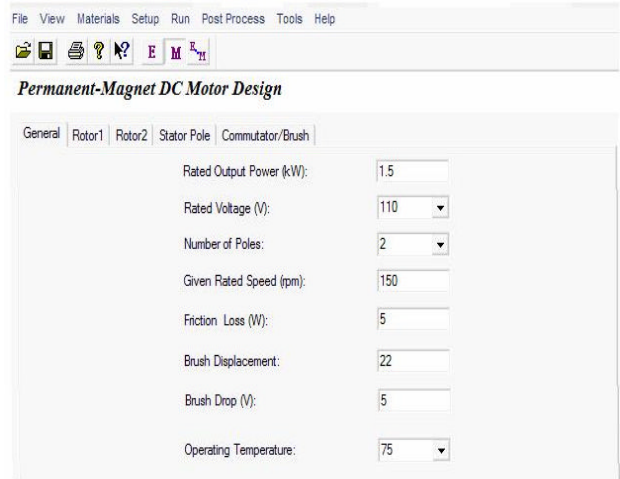 File View Materials Setup Run Post Process Tools Help
E M E M
Permanent-Magnet DC Motor Design
General Rotor1 Rotor2 Stator Pole Commutator/Brush
Rated Output Power (kW): 1.5
Rated Voltage (V): 110
Number of Poles: 2
Given Rated Speed (rpm): 150
Friction Loss (W): 5
Brush Displacement: 22
Brush Drop (V): 5
Operating Temperature: 75